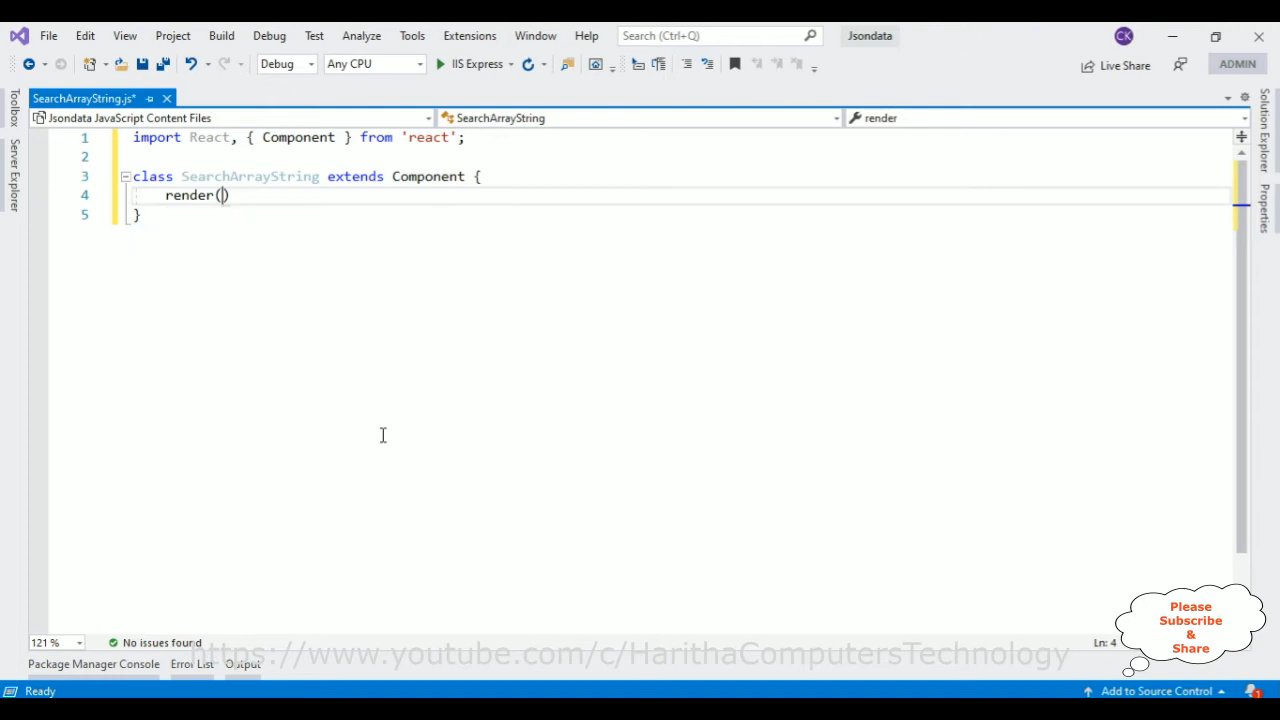 File Edit View Project Build Debug Test Analyze Tools Extensions Window Help Search (Ctrl+Q) Jsondata CK
Debug Any CPU IIS Express Live Share ADMIN
SearchArrayString.js*
Jsondata JavaScript Content Files SearchArrayString render
Toolbox
Server Explorer
Solution Explorer
Properties
1 import React, { Component } from 'react';
2
3 class SearchArrayString extends Component {
4 render()
5 }
Please
Subscribe
&
Share
121 % No issues found Ln: 4
https://www.youtube.com/c/HarithaComputersTechnology
Package Manager Console Error List Output
Ready Add to Source Control 1